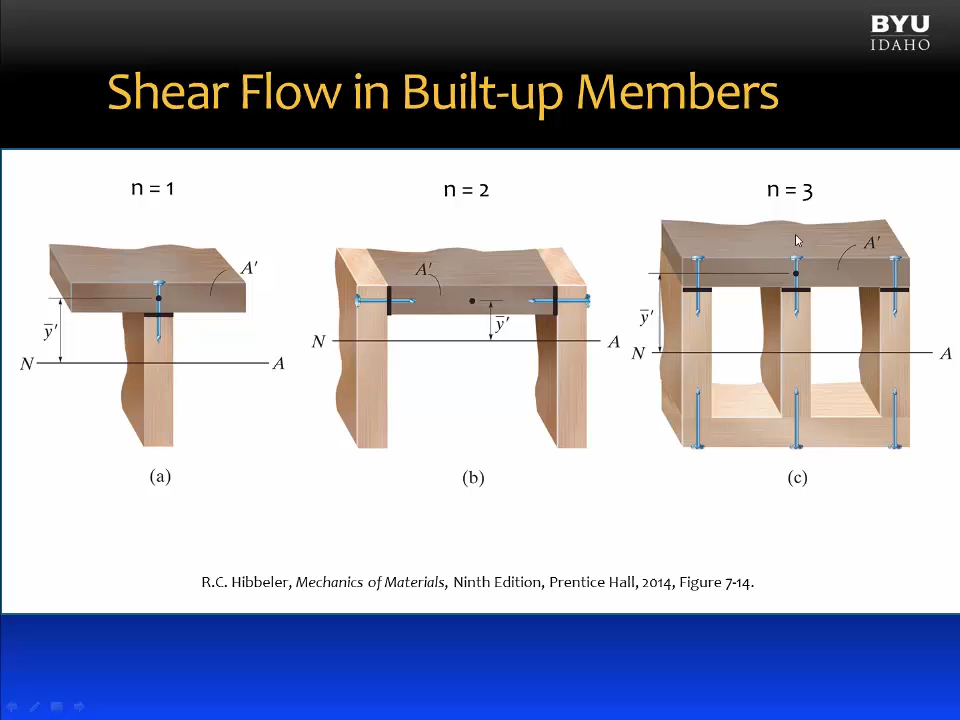 BYU
IDAHO
Shear Flow in Built-up Members
n = 1
n = 2
n = 3
A'
y̅'
N
A
(a)
A'
y̅'
N
A
(b)
A'
y̅'
N
A
(c)
R.C. Hibbeler, Mechanics of Materials, Ninth Edition, Prentice Hall, 2014, Figure 7-14.